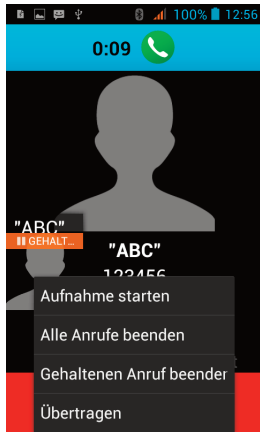 100% 12:56
0:09
"ABC"
GEHALT...
"ABC"
123456
Aufnahme starten
Alle Anrufe beenden
Gehaltenen Anruf beender
Übertragen